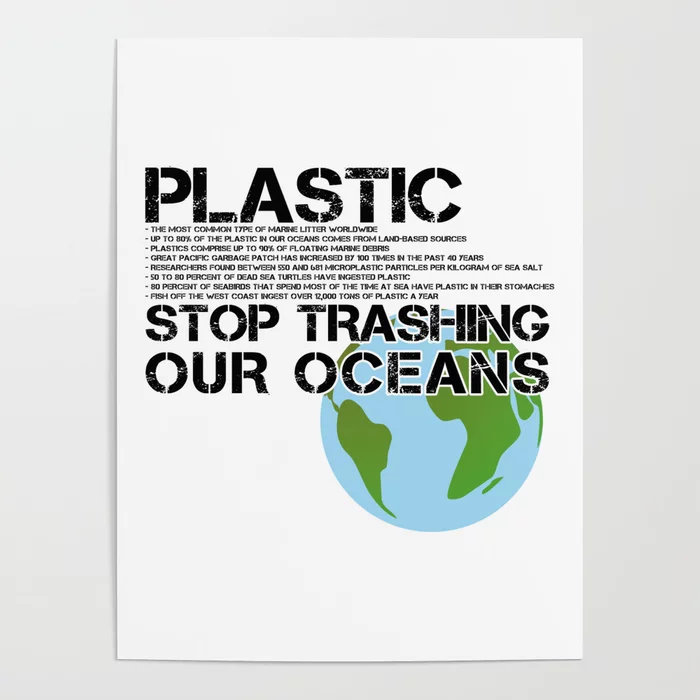 PLASTIC
- THE MOST COMMON TYPE OF MARINE LITTER WORLDWIDE
- UP TO 80% OF THE PLASTIC IN OUR OCEANS COMES FROM LAND-BASED SOURCES
- PLASTICS COMPRISE UP TO 90% OF FLOATING MARINE DEBRIS
- GREAT PACIFIC GARBAGE PATCH HAS INCREASED BY 100 TIMES IN THE PAST 40 YEARS
- RESEARCHERS FOUND BETWEEN 550 AND 681 MICROPLASTIC PARTICLES PER KILOGRAM OF SEA SALT
- 50 TO 80 PERCENT OF DEAD SEA TURTLES HAVE INGESTED PLASTIC
- 80 PERCENT OF SEABIRDS THAT SPEND MOST OF THE TIME AT SEA HAVE PLASTIC IN THEIR STOMACHES
- FISH OFF THE WEST COAST INGEST OVER 12,000 TONS OF PLASTIC A YEAR
STOP TRASHING
OUR OCEANS